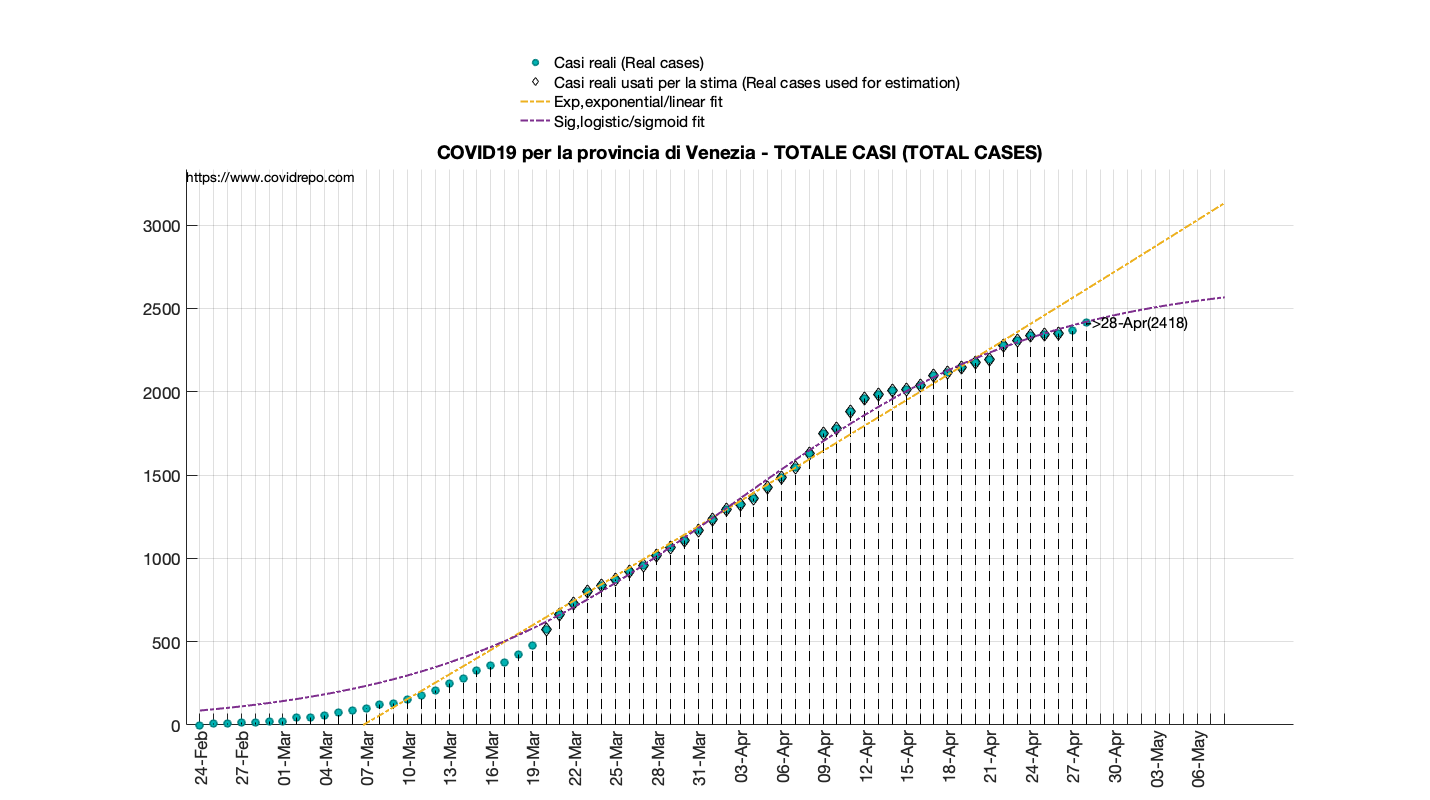 Casi reali (Real cases)
Casi reali usati per la stima (Real cases used for estimation)
Exp,exponential/linear fit
Sig,logistic/sigmoid fit
COVID19 per la provincia di Venezia - TOTALE CASI (TOTAL CASES)
https://www.covidrepo.com
3000
2500
>28-Apr(2418)
2000
1500
1000
500
0
24-Feb
27-Feb
01-Mar
04-Mar
07-Mar
10-Mar
13-Mar
16-Mar
19-Mar
22-Mar
25-Mar
28-Mar
31-Mar
03-Apr
06-Apr
09-Apr
12-Apr
15-Apr
18-Apr
21-Apr
24-Apr
27-Apr
30-Apr
03-May
06-May